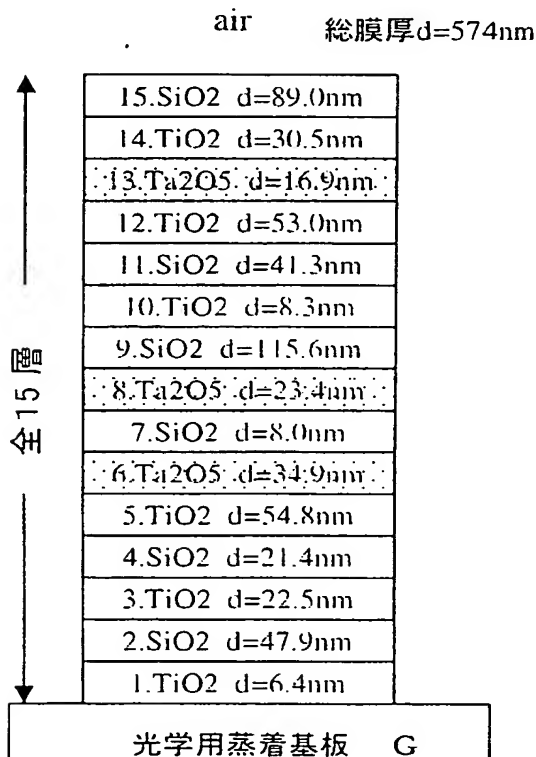 air
総膜厚d=574nm
15.SiO2 d=89.0nm
14.TiO2 d=30.5nm
13.Ta2O5 d=16.9nm
12.TiO2 d=53.0nm
11.SiO2 d=41.3nm
10.TiO2 d=8.3nm
9.SiO2 d=115.6nm
8.Ta2O5 d=23.4nm
7.SiO2 d=8.0nm
6.Ta2O5 d=34.9nm
5.TiO2 d=54.8nm
4.SiO2 d=21.4nm
3.TiO2 d=22.5nm
2.SiO2 d=47.9nm
1.TiO2 d=6.4nm
全15層
光学用蒸着基板 G